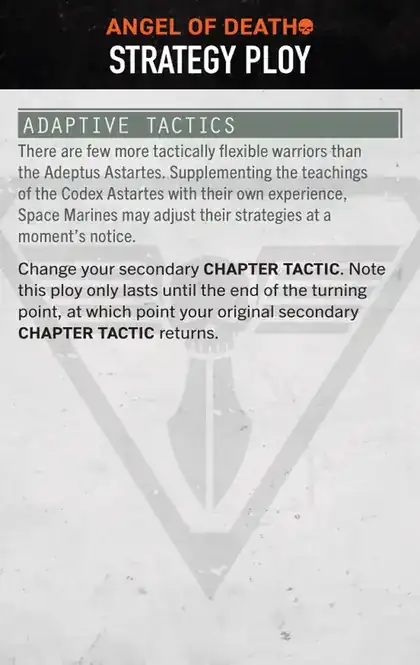 ANGEL OF DEATH
STRATEGY PLOY
ADAPTIVE TACTICS
There are few more tactically flexible warriors than
the Adeptus Astartes. Supplementing the teachings
of the Codex Astartes with their own experience,
Space Marines may adjust their strategies at a
moment’s notice.
Change your secondary CHAPTER TACTIC. Note
this ploy only lasts until the end of the turning
point, at which point your original secondary
CHAPTER TACTIC returns.